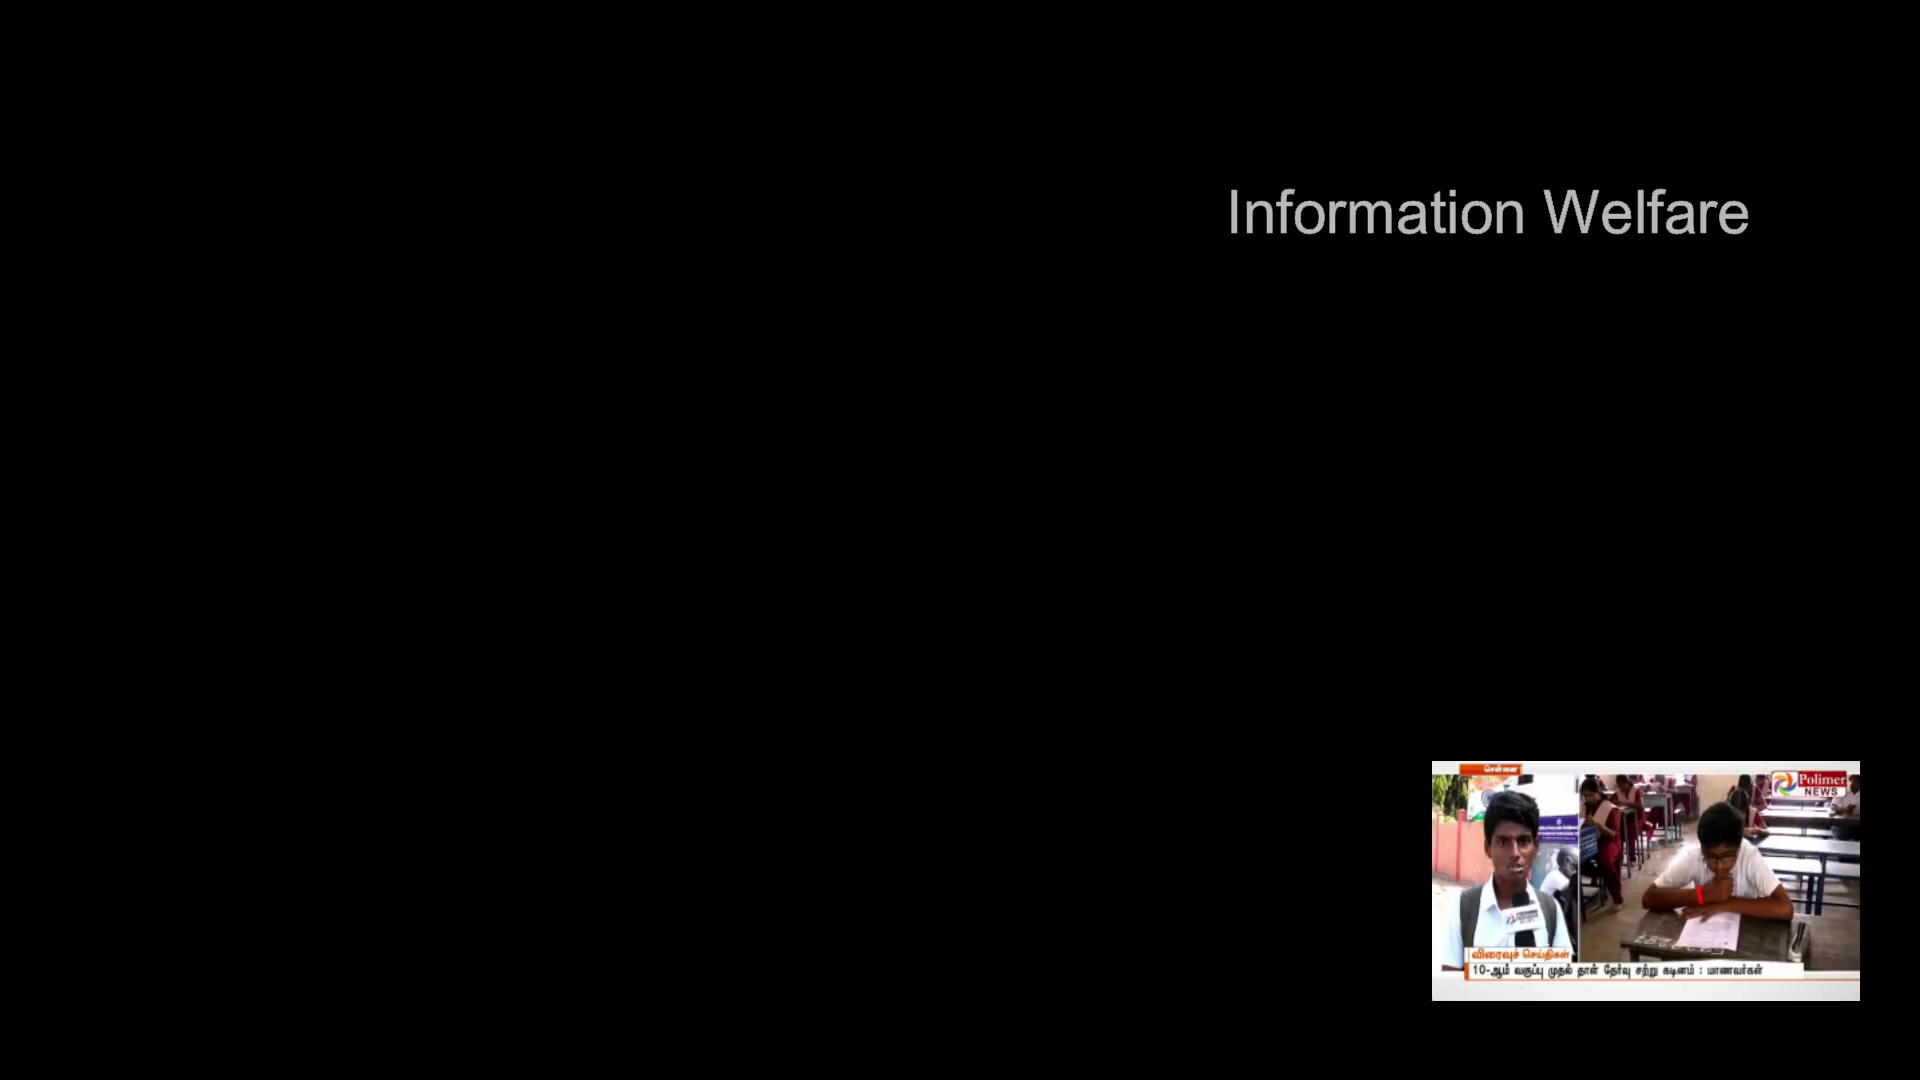 Information Welfare
சென்னை
Polimer
NEWS
விரைவுச் செய்திகள்
10-ஆம் வகுப்பு முதல் தாள் தேர்வு சற்று கடினம் : மாணவர்கள்